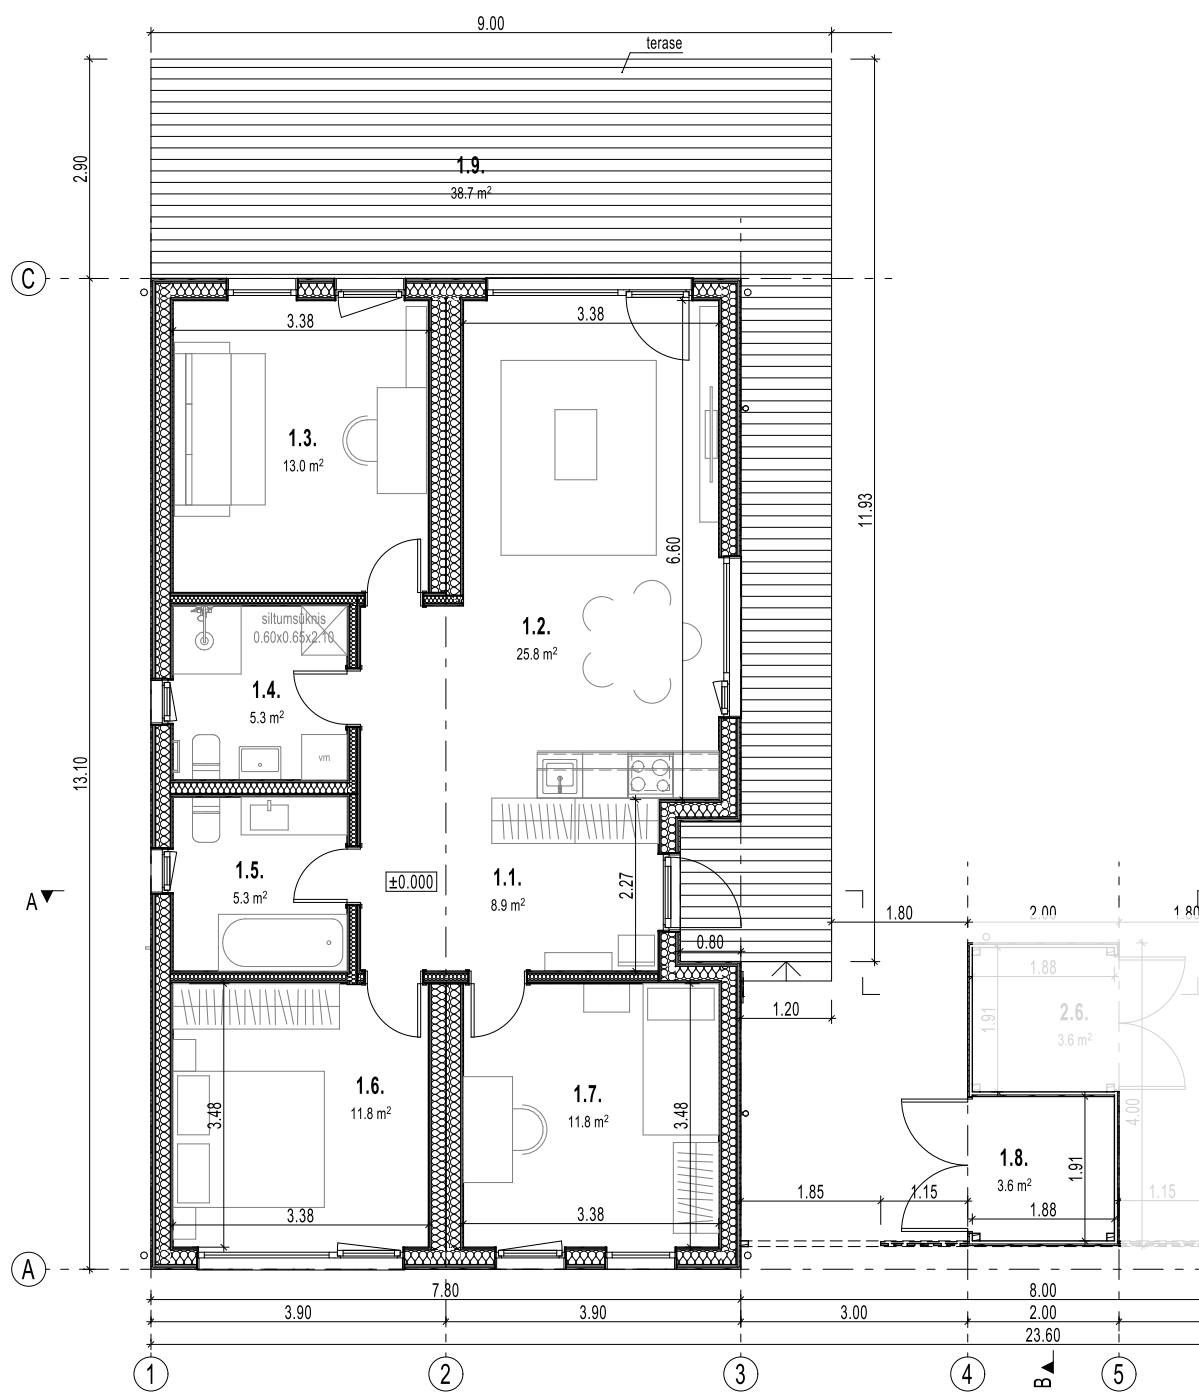 9.00
terase
2.90
1.9.
38.7 m²
C
3.38
3.38
1.3.
13.0 m²
11.93
6.60
siltumsūknis
0.60x0.65x2.10
1.2.
25.8 m²
1.4.
5.3 m²
vm
13.10
1.5.
5.3 m²
±0.000
1.1.
8.9 m²
2.27
A
0.80
1.80
2.00
1.80
1.88
1.91
2.6.
3.6 m²
1.20
4.00
1.6.
11.8 m²
3.48
1.7.
11.8 m²
3.48
1.8.
3.6 m²
1.91
1.85
1.15
1.15
3.38
3.38
1.88
A
7.80
8.00
3.90
3.90
3.00
2.00
23.60
1
2
3
4
B
5